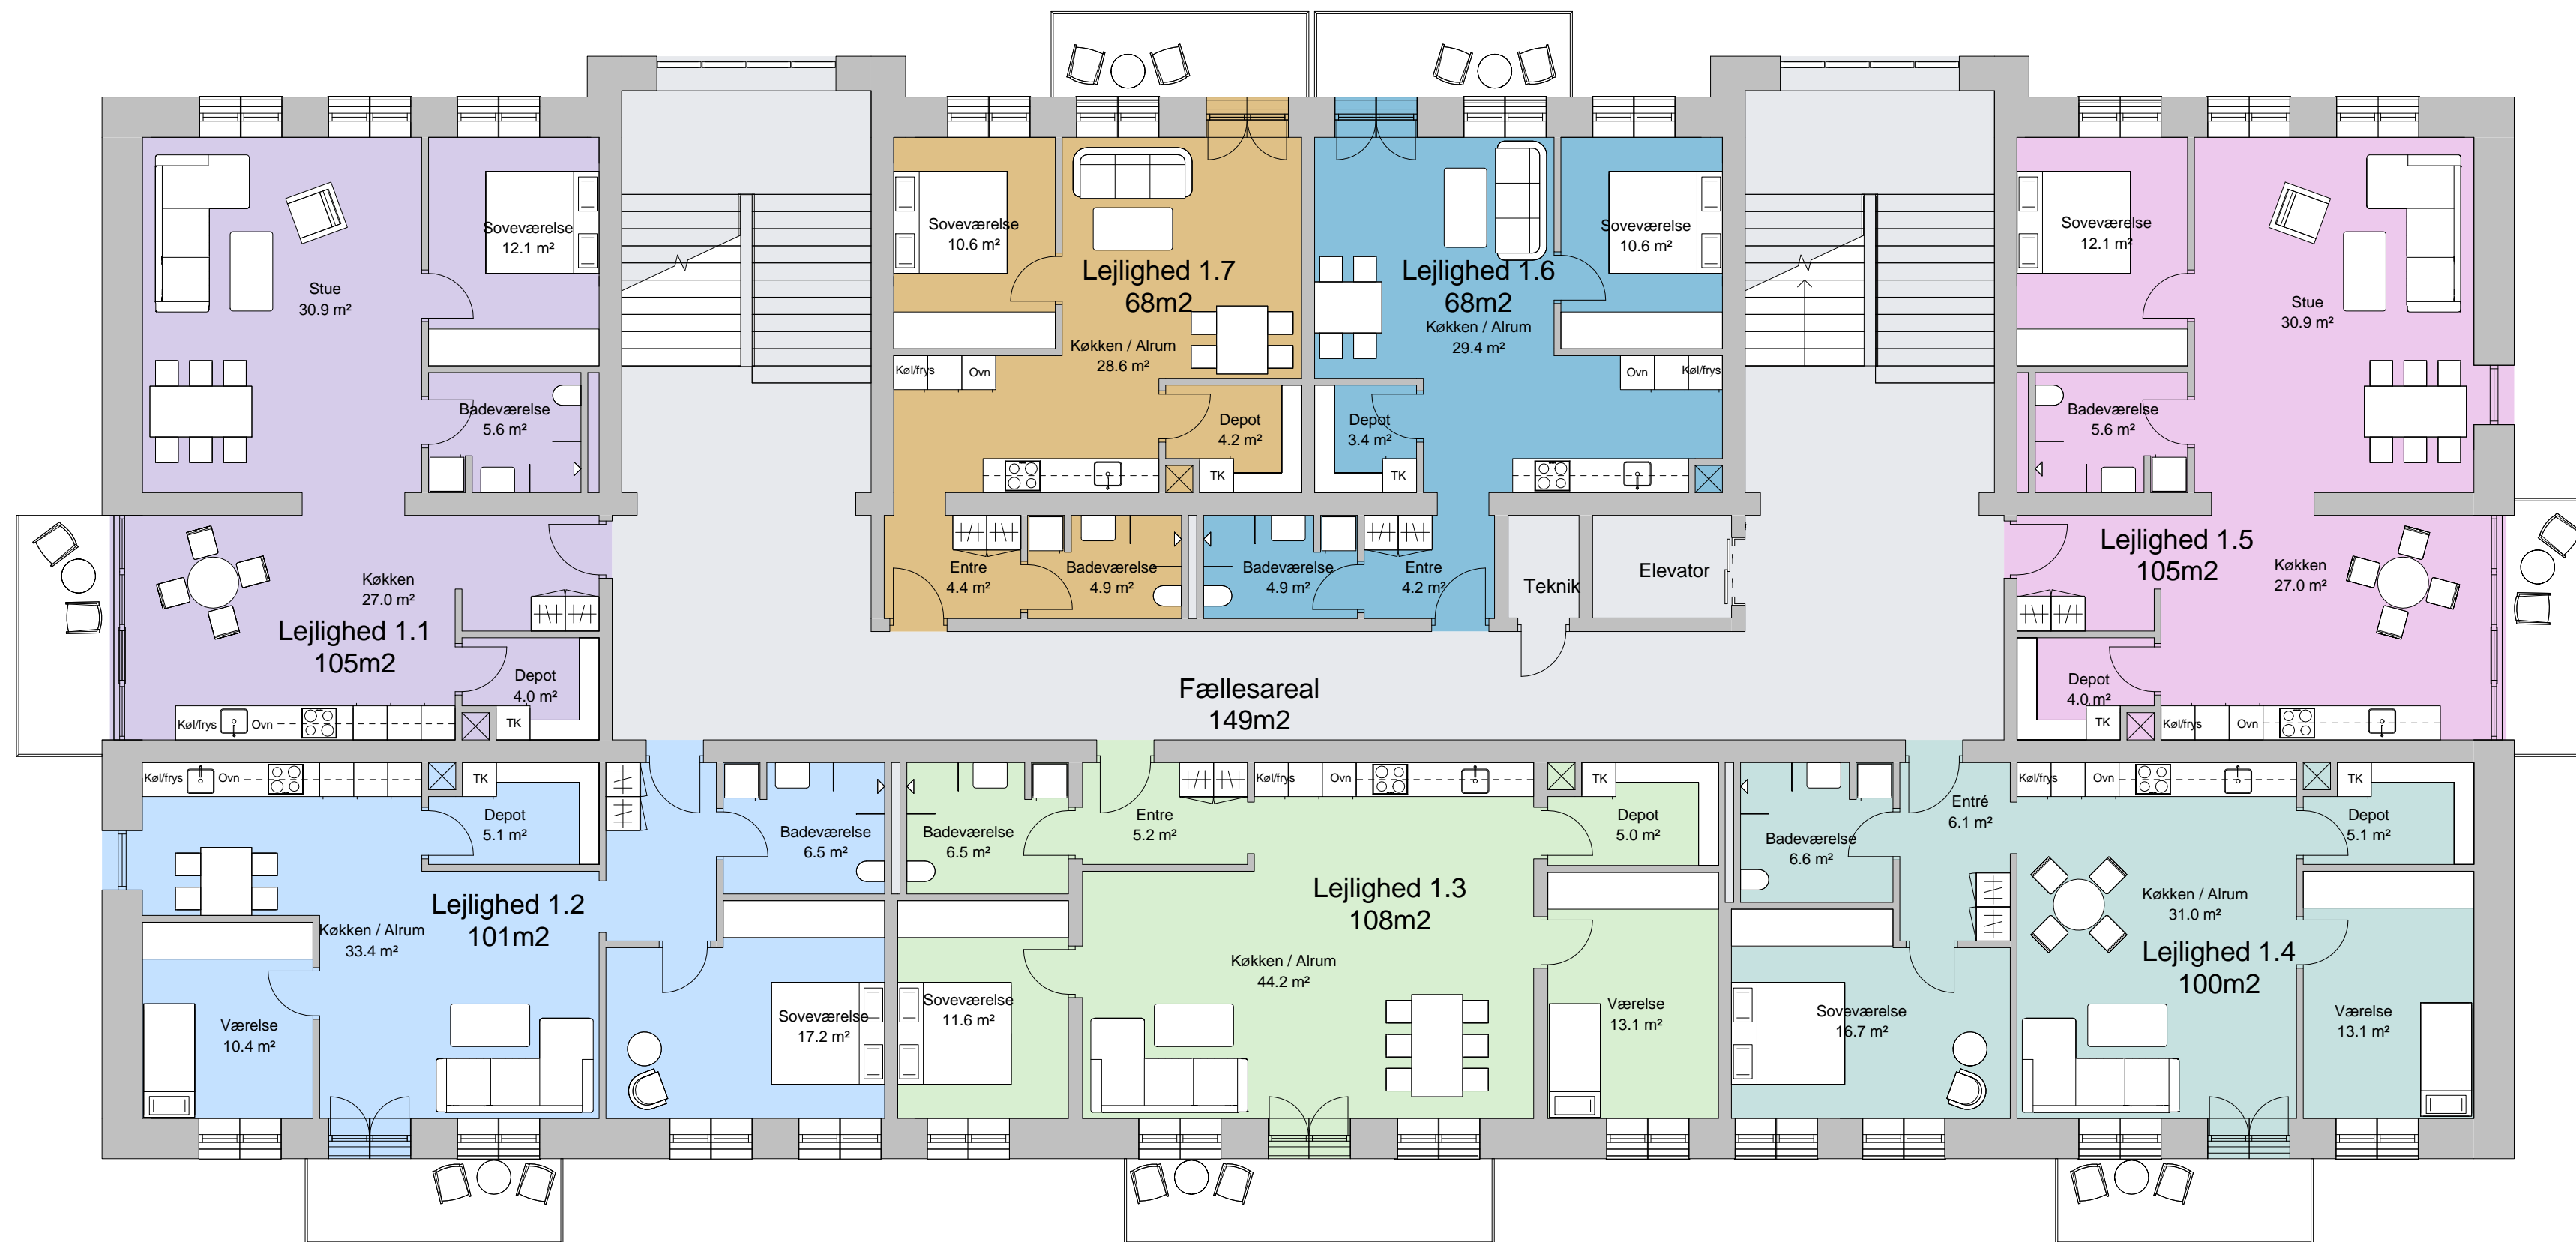 Stue
30.9 m²
Soveværelse
12.1 m²
Badeværelse
5.6 m²
Køkken
27.0 m²
Lejlighed 1.1
105m2
Depot
4.0 m²
Køl/frys
Ovn
TK
Soveværelse
10.6 m²
Lejlighed 1.7
68m2
Køkken / Alrum
28.6 m²
Køl/frys
Ovn
Depot
4.2 m²
TK
Entre
4.4 m²
Badeværelse
4.9 m²
Lejlighed 1.6
68m2
Køkken / Alrum
29.4 m²
Soveværelse
10.6 m²
Ovn
Køl/frys
Depot
3.4 m²
TK
Badeværelse
4.9 m²
Entre
4.2 m²
Teknik
Elevator
Soveværelse
12.1 m²
Stue
30.9 m²
Badeværelse
5.6 m²
Lejlighed 1.5
105m2
Køkken
27.0 m²
Depot
4.0 m²
TK
Køl/frys
Ovn
Fællesareal
149m2
Køl/frys
Ovn
TK
Depot
5.1 m²
Badeværelse
6.5 m²
Lejlighed 1.2
101m2
Køkken / Alrum
33.4 m²
Værelse
10.4 m²
Soveværelse
17.2 m²
Badeværelse
6.5 m²
Entre
5.2 m²
Køl/frys
Ovn
TK
Depot
5.0 m²
Lejlighed 1.3
108m2
Køkken / Alrum
44.2 m²
Soveværelse
11.6 m²
Værelse
13.1 m²
Badeværelse
6.6 m²
Entré
6.1 m²
Køl/frys
Ovn
TK
Depot
5.1 m²
Køkken / Alrum
31.0 m²
Lejlighed 1.4
100m2
Soveværelse
16.7 m²
Værelse
13.1 m²